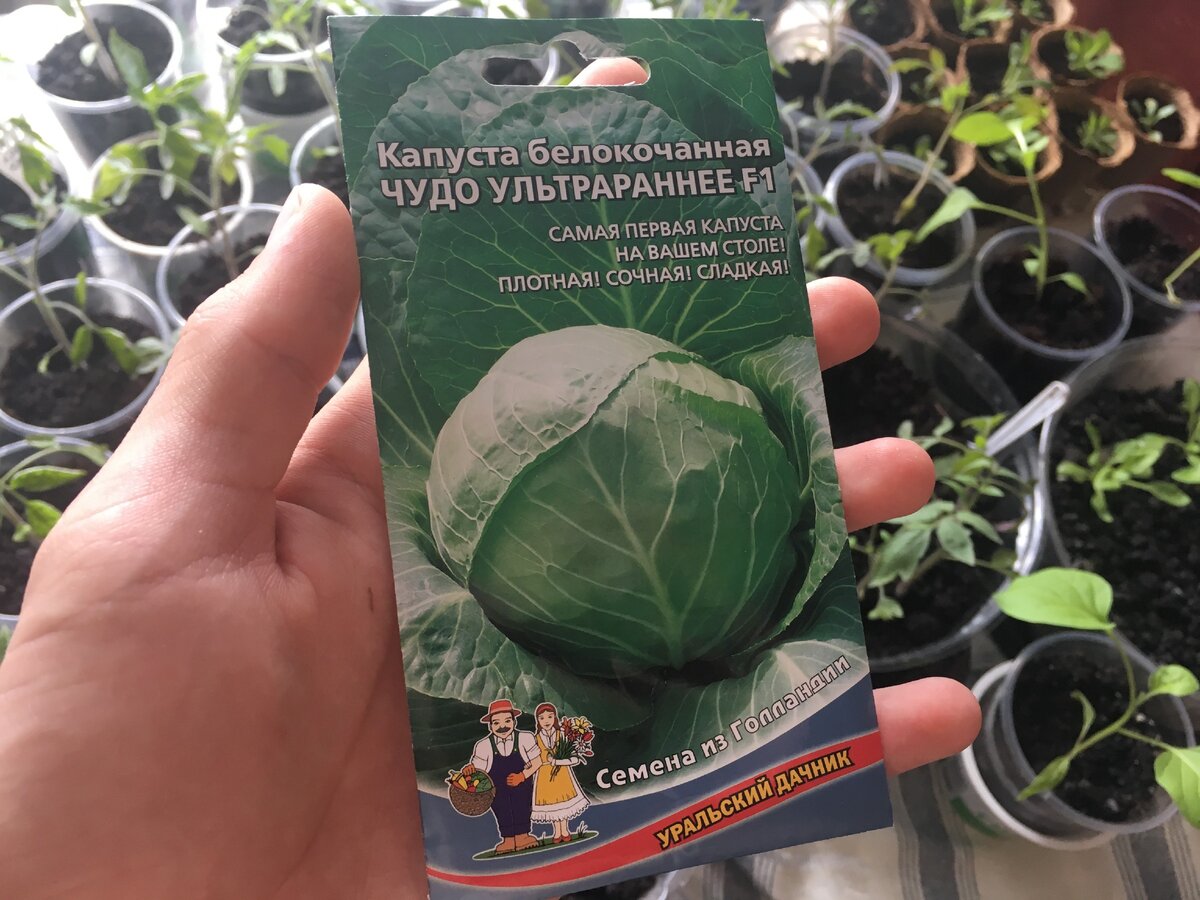 Капуста белокочанная
ЧУДО УЛЬТРАРАННЕЕ F1
САМАЯ ПЕРВАЯ КАПУСТА
НА ВАШЕМ СТОЛЕ!
ПЛОТНАЯ! СОЧНАЯ! СЛАДКАЯ!
Семена из Голландии
УРАЛЬСКИЙ ДАЧНИК